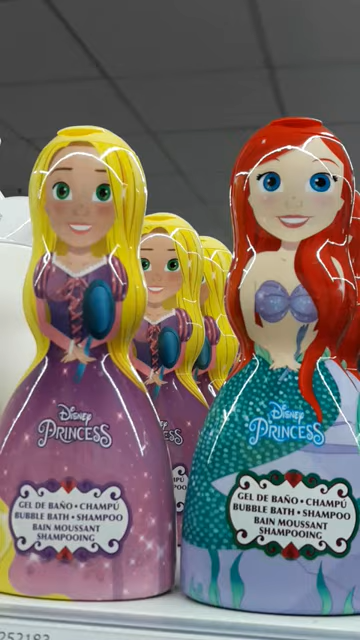 DISNEY
PRINCESS
GEL DE BAÑO • CHAMPÚ
BUBBLE BATH • SHAMPOO
BAIN MOUSSANT
SHAMPOOING
DISNEY
PRINCESS
GEL DE BAÑO • CHAMPÚ
BUBBLE BATH • SHAMPOO
BAIN MOUSSANT
SHAMPOOING
252183